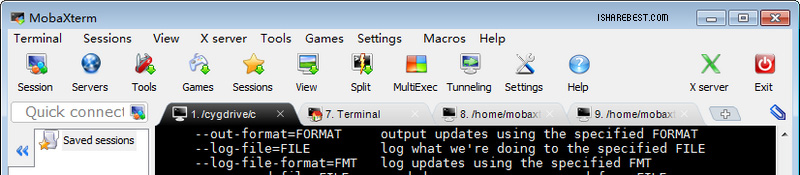 MobaXterm
ISHAREBEST.COM
Terminal Sessions View X server Tools Games Settings Macros Help
Session Servers Tools Games Sessions View Split MultiExec Tunneling Settings Help X server Exit
Quick connect
1. /cygdrive/c
7. Terminal
8. /home/mobaxt
9. /home/mobaxt
Saved sessions
--out-format=FORMAT output updates using the specified FORMAT
--log-file=FILE log what we're doing to the specified FILE
--log-file-format=FMT log updates using the specified FMT